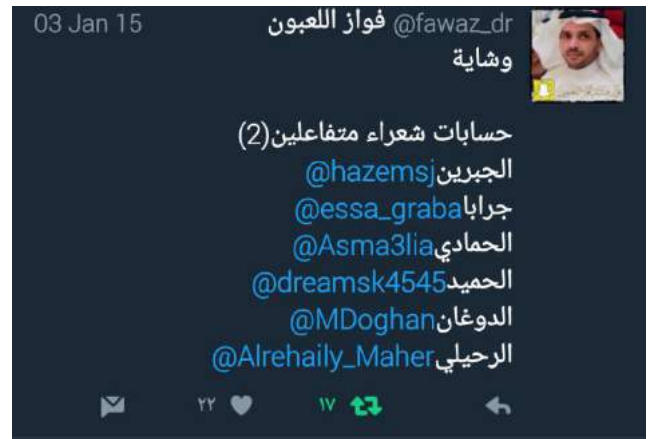 فواز اللعبون @fawaz_dr 03 Jan 15
وشاية
حسابات شعراء متفاعلين(2)
الجبرين@hazemsj
جرابا@essa_graba
الحمادي@Asma3lia
الحميد@dreamsk4545
الدوغان@MDoghan
الرحيلي@Alrehaily_Maher
١٧ ٢٢